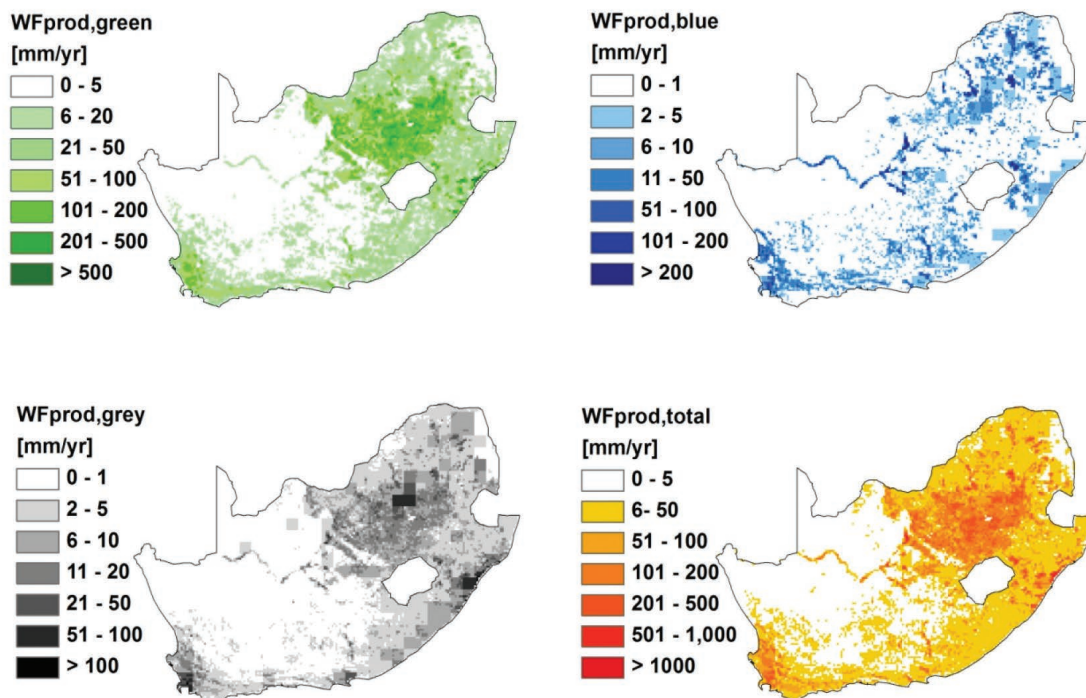 WFprod,green
[mm/yr]
0 - 5
6 - 20
21 - 50
51 - 100
101 - 200
201 - 500
> 500
WFprod,blue
[mm/yr]
0 - 1
2 - 5
6 - 10
11 - 50
51 - 100
101 - 200
> 200
WFprod,grey
[mm/yr]
0 - 1
2 - 5
6 - 10
11 - 20
21 - 50
51 - 100
> 100
WFprod,total
[mm/yr]
0 - 5
6- 50
51 - 100
101 - 200
201 - 500
501 - 1,000
> 1000